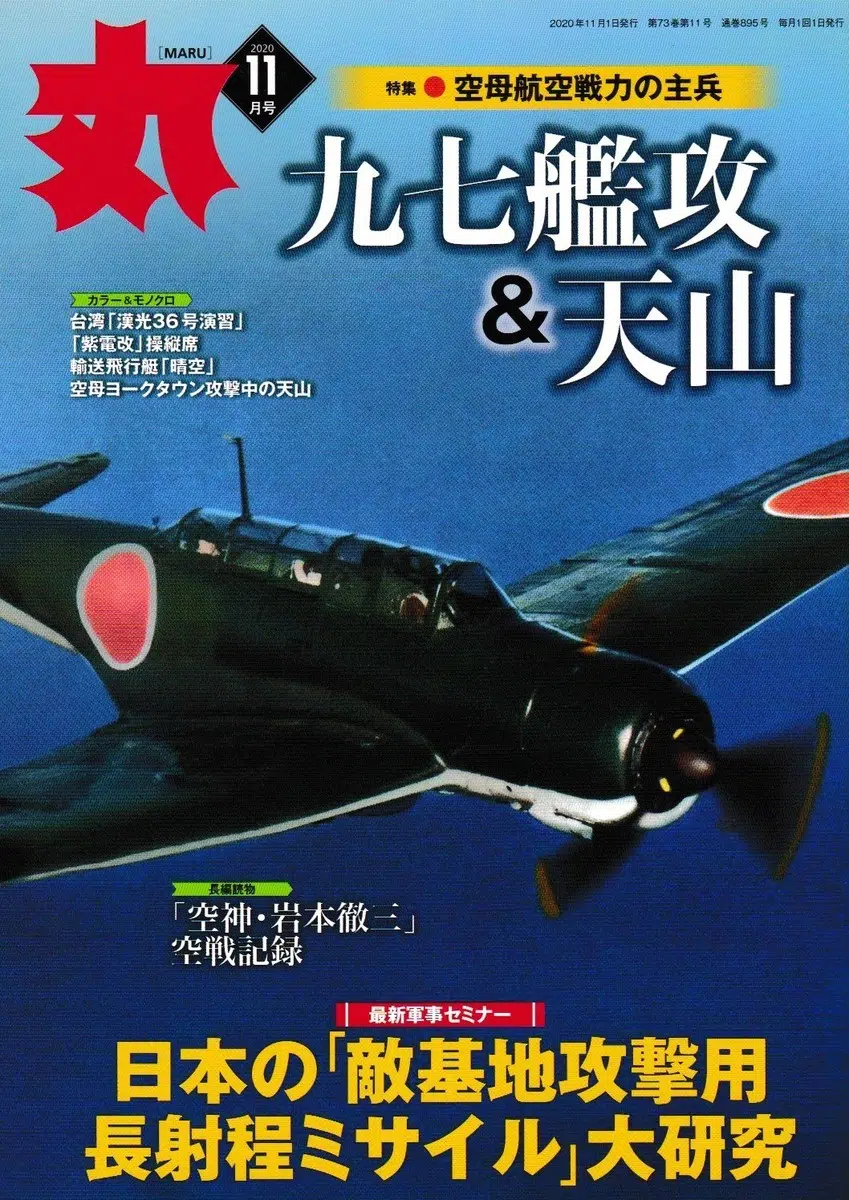 2020年11月1日発行 第73巻第11号 通巻895号 毎月1回1日発行
丸
[MARU]
2020
11
月号
特集●空母航空戦力の主兵
九七艦攻
&天山
カラー&モノクロ
台湾「漢光36号演習」
「紫電改」操縦席
輸送飛行艇「晴空」
空母ヨークタウン攻撃中の天山
長編読物
「空神・岩本徹三」
空戦記録
最新軍事セミナー
日本の「敵基地攻撃用
長射程ミサイル」大研究